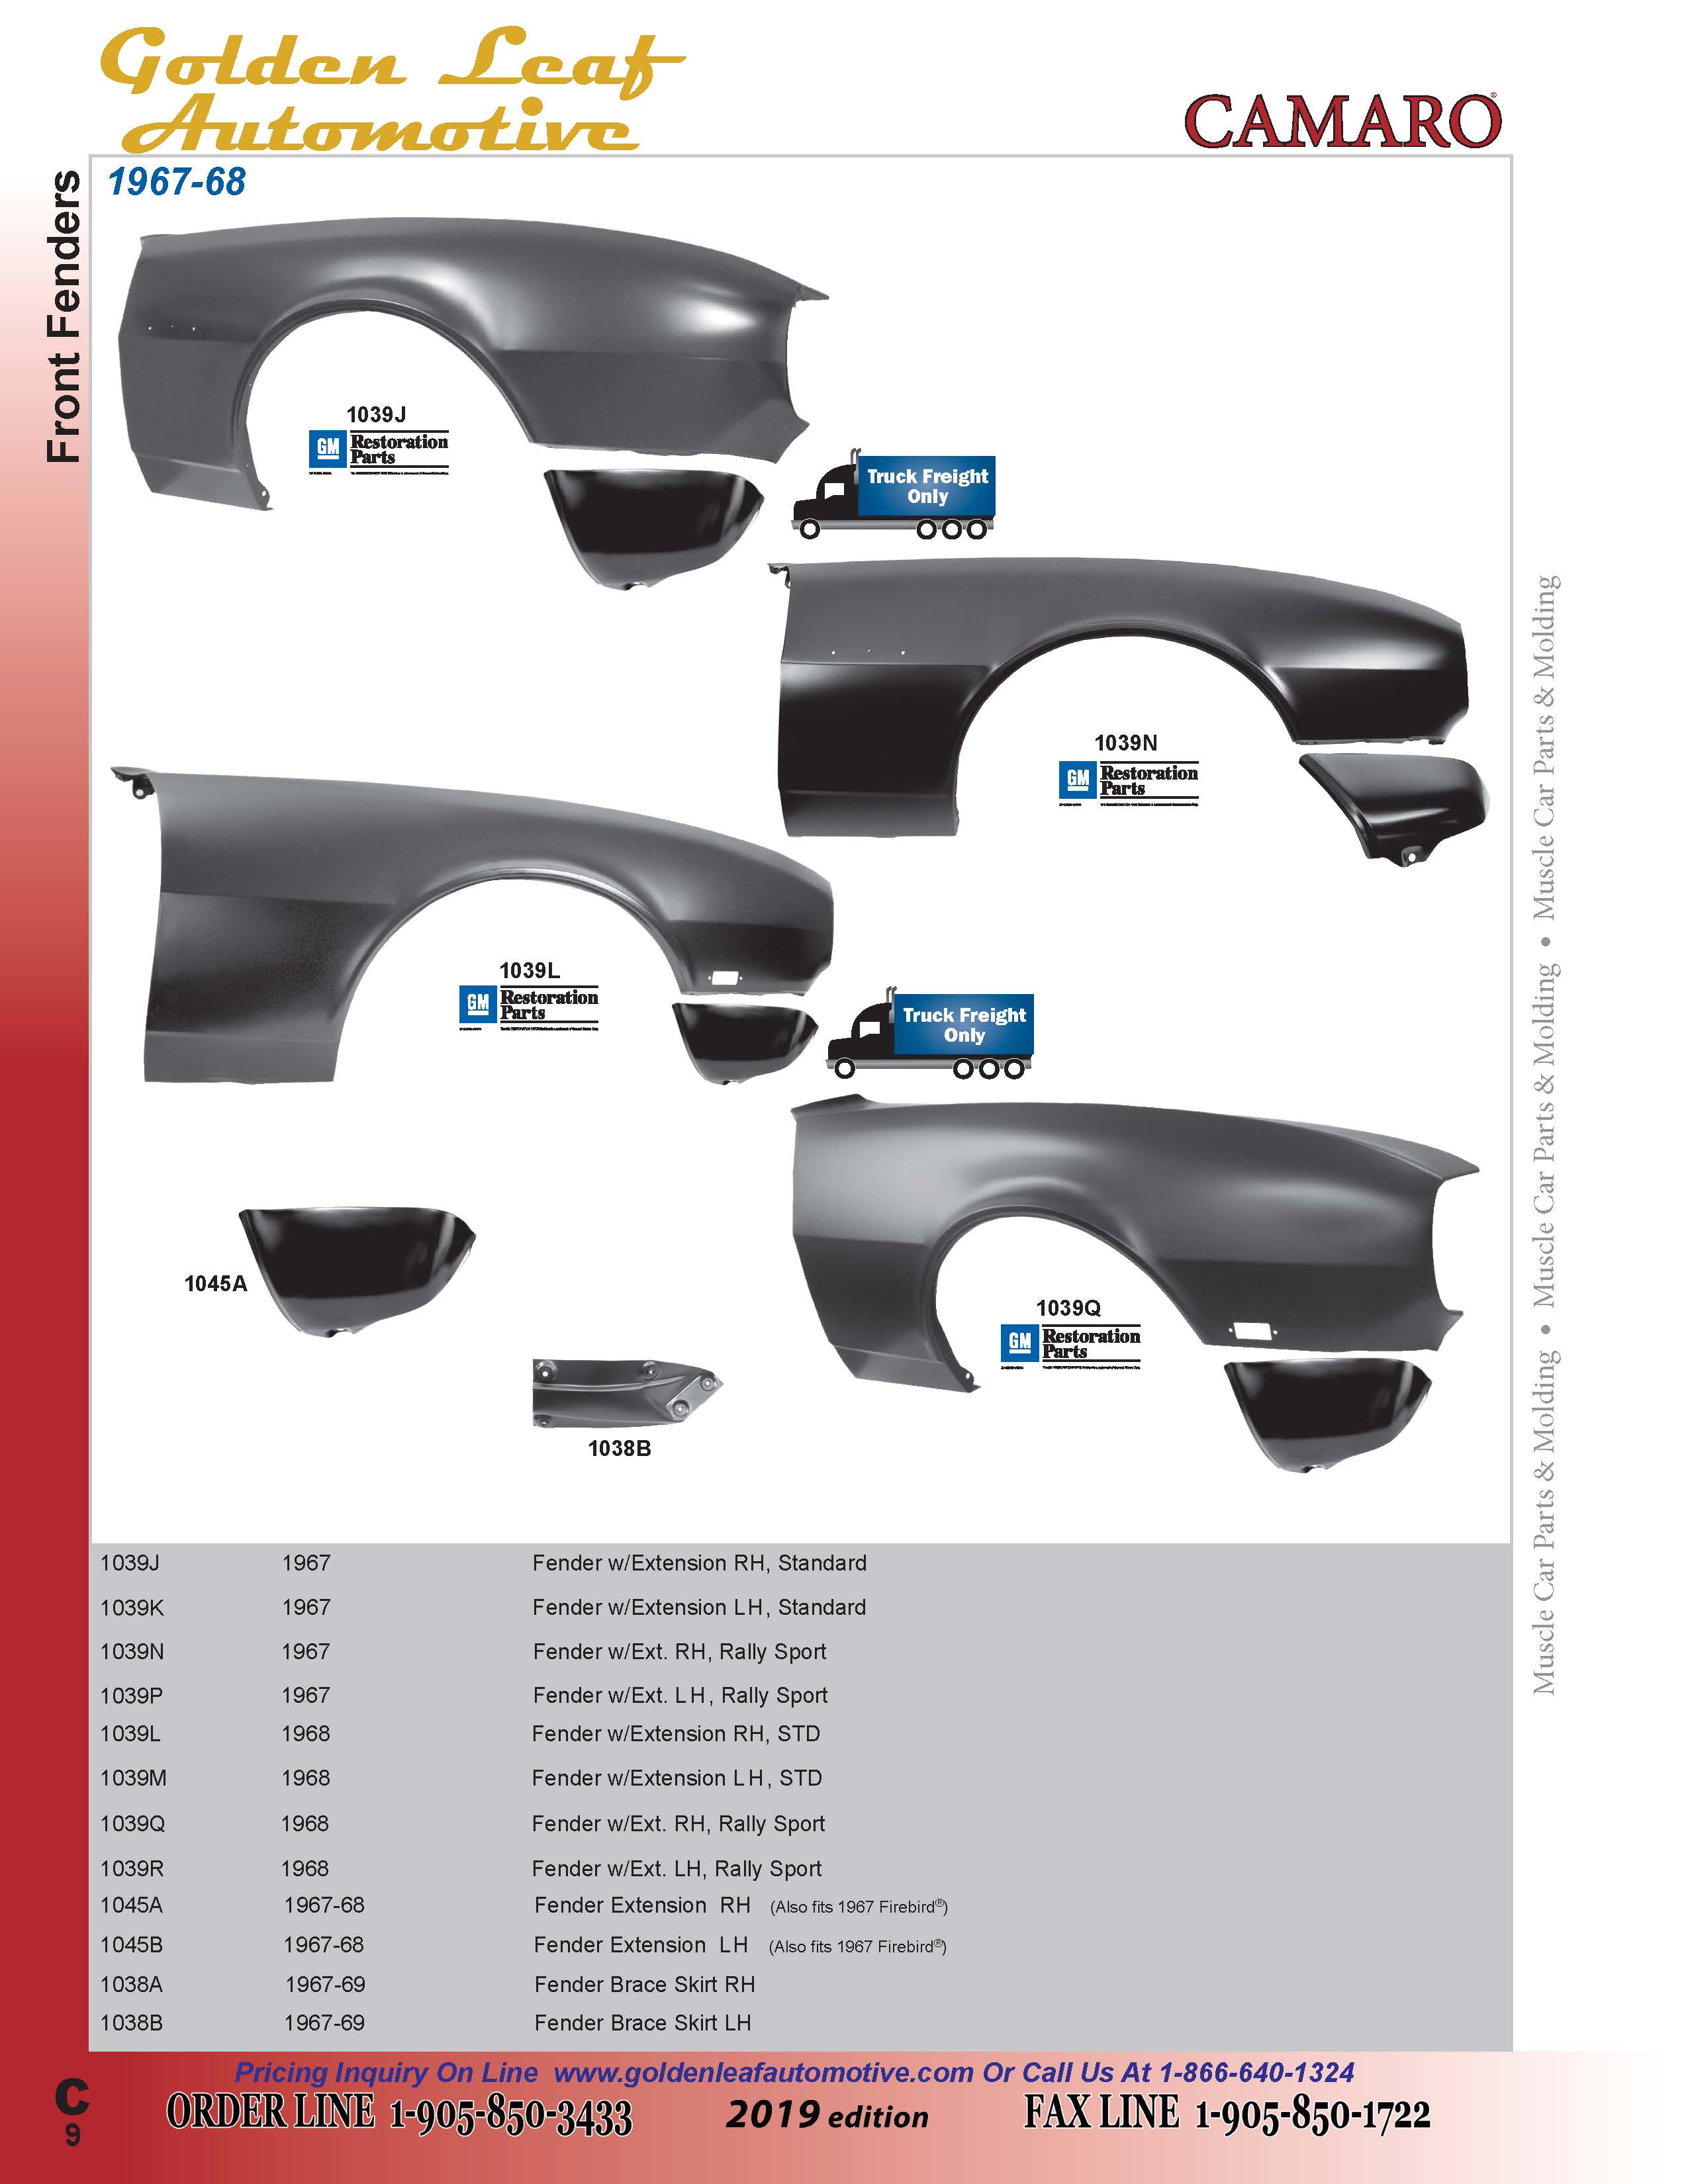 Golden Leaf
Automotive
CAMARO®
Front Fenders
1967-68
1039J
GM Restoration
Parts
Truck Freight
Only
1039N
GM Restoration
Parts
1039L
GM Restoration
Parts
Truck Freight
Only
1045A
1039Q
GM Restoration
Parts
1038B
Muscle Car Parts & Molding • Muscle Car Parts & Molding • Muscle Car Parts & Molding
1039J 1967 Fender w/Extension RH, Standard
1039K 1967 Fender w/Extension LH, Standard
1039N 1967 Fender w/Ext. RH, Rally Sport
1039P 1967 Fender w/Ext. LH, Rally Sport
1039L 1968 Fender w/Extension RH, STD
1039M 1968 Fender w/Extension LH, STD
1039Q 1968 Fender w/Ext. RH, Rally Sport
1039R 1968 Fender w/Ext. LH, Rally Sport
1045A 1967-68 Fender Extension RH (Also fits 1967 Firebird®)
1045B 1967-68 Fender Extension LH (Also fits 1967 Firebird®)
1038A 1967-69 Fender Brace Skirt RH
1038B 1967-69 Fender Brace Skirt LH
Pricing Inquiry On Line www.goldenleafautomotive.com Or Call Us At 1-866-640-1324
C
9
ORDER LINE 1-905-850-3433 2019 edition FAX LINE 1-905-850-1722